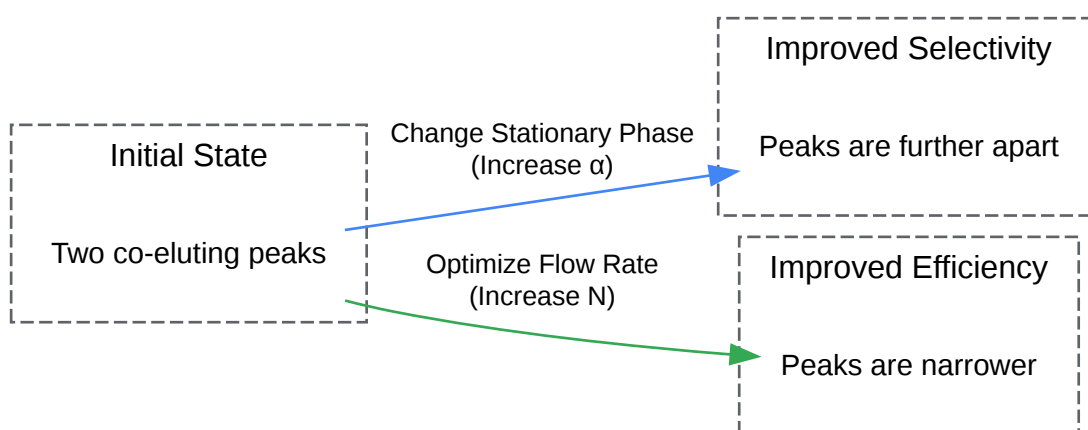 Initial State
Two co-eluting peaks
Change Stationary Phase
(Increase α)
Optimize Flow Rate
(Increase N)
Improved Selectivity
Peaks are further apart
Improved Efficiency
Peaks are narrower